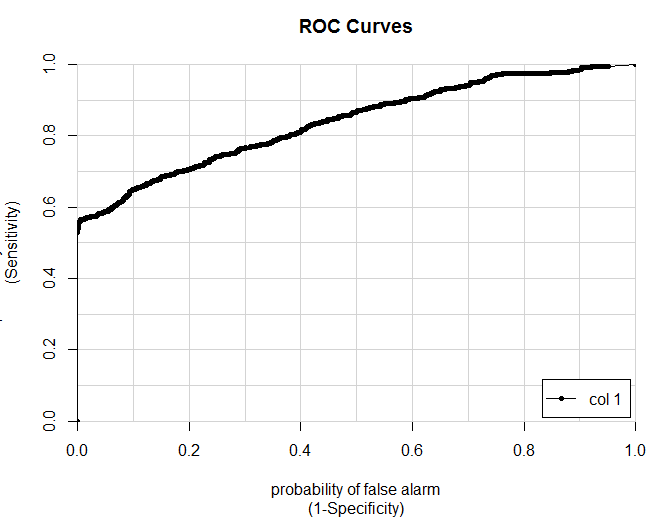 ROC Curves
1.0
0.8
0.6
0.4
0.2
0.0
(Sensitivity)
col 1
0.0 0.2 0.4 0.6 0.8 1.0
probability of false alarm
(1-Specificity)